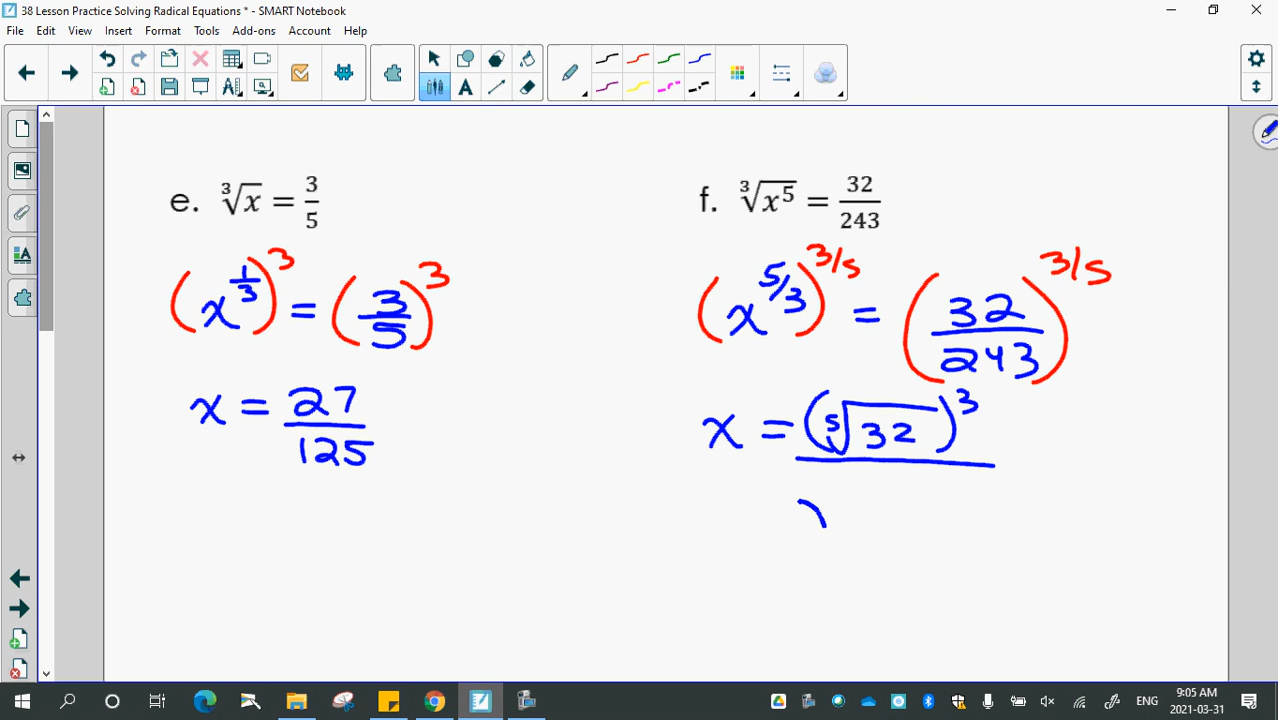 38 Lesson Practice Solving Radical Equations * - SMART Notebook
File Edit View Insert Format Tools Add-ons Account Help
e. ∛x = 3/5
(x^(1/3))^3 = (3/5)^3
x = 27/125
f. ∛(x^5) = 32/243
(x^(5/3))^(3/5) = (32/243)^(3/5)
x = (⁵√32)^3
ENG
9:05 AM
2021-03-31